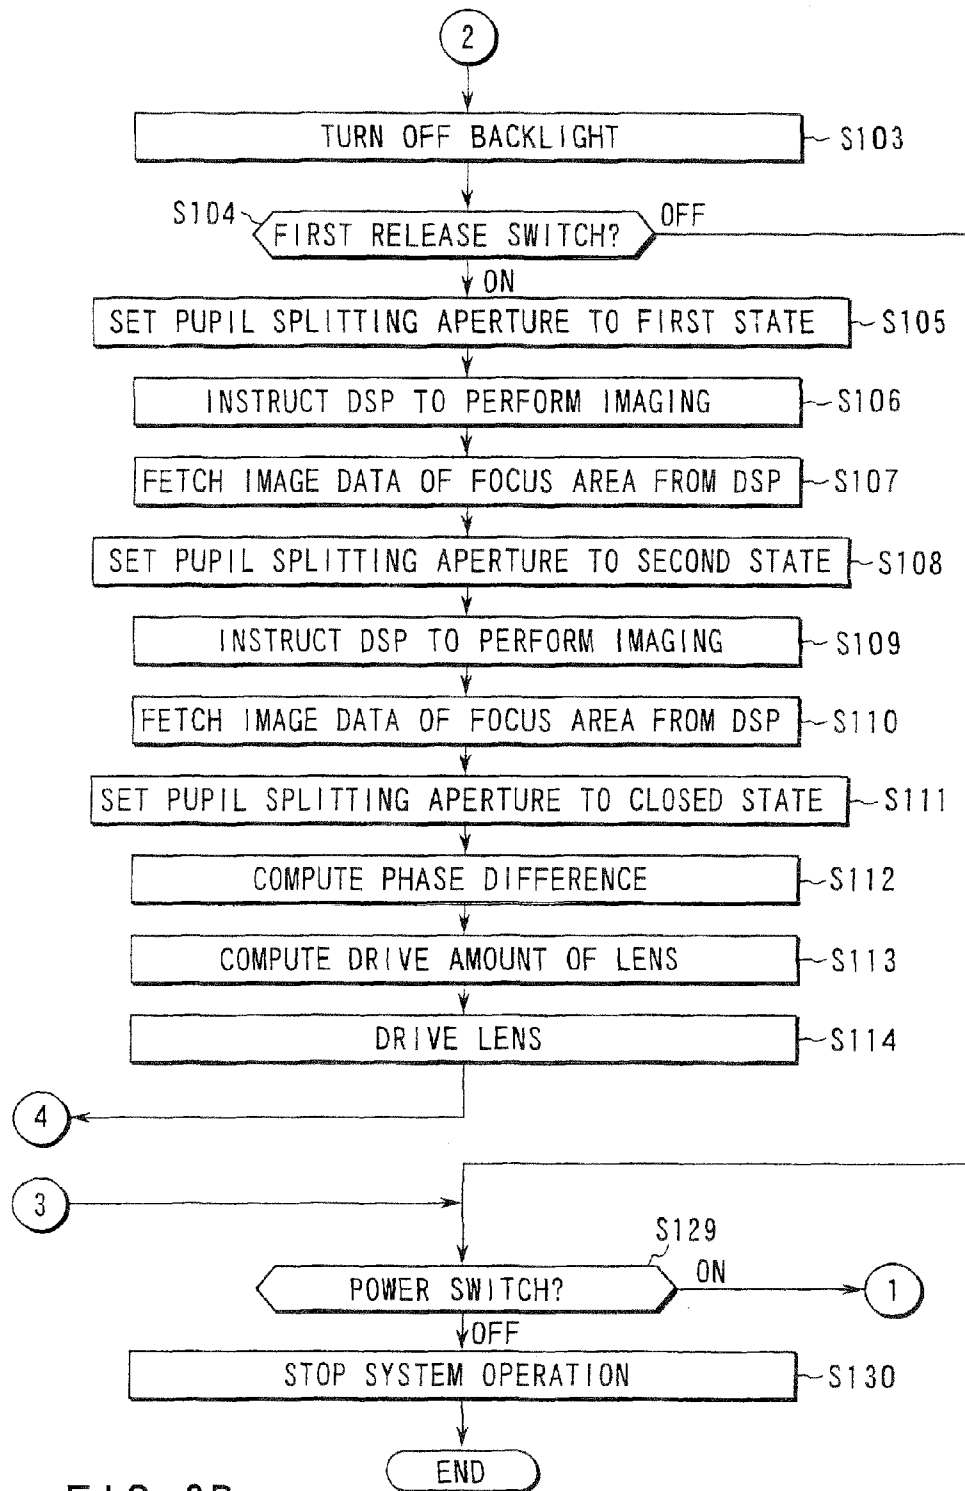 2
TURN OFF BACKLIGHT
S103
S104
FIRST RELEASE SWITCH?
OFF
ON
SET PUPIL SPLITTING APERTURE TO FIRST STATE
S105
INSTRUCT DSP TO PERFORM IMAGING
S106
FETCH IMAGE DATA OF FOCUS AREA FROM DSP
S107
SET PUPIL SPLITTING APERTURE TO SECOND STATE
S108
INSTRUCT DSP TO PERFORM IMAGING
S109
FETCH IMAGE DATA OF FOCUS AREA FROM DSP
S110
SET PUPIL SPLITTING APERTURE TO CLOSED STATE
S111
COMPUTE PHASE DIFFERENCE
S112
COMPUTE DRIVE AMOUNT OF LENS
S113
DRIVE LENS
S114
4
3
S129
POWER SWITCH?
ON
1
OFF
STOP SYSTEM OPERATION
S130
END